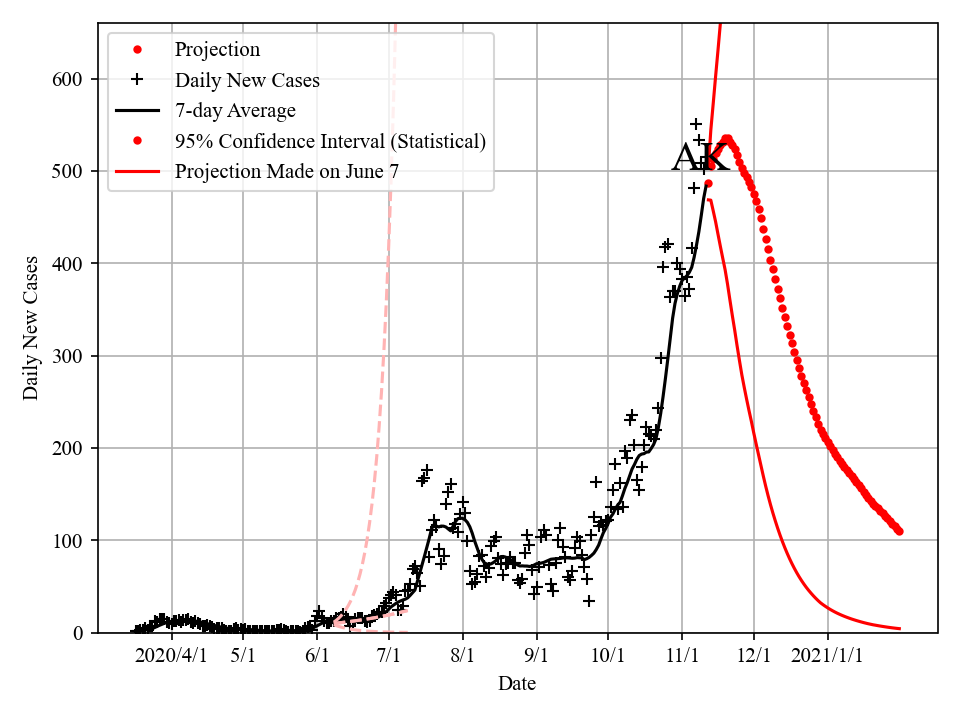 Projection
Daily New Cases
7-day Average
95% Confidence Interval (Statistical)
Projection Made on June 7
AK
Daily New Cases
600
500
400
300
200
100
0
2020/4/1 5/1 6/1 7/1 8/1 9/1 10/1 11/1 12/1 2021/1/1
Date